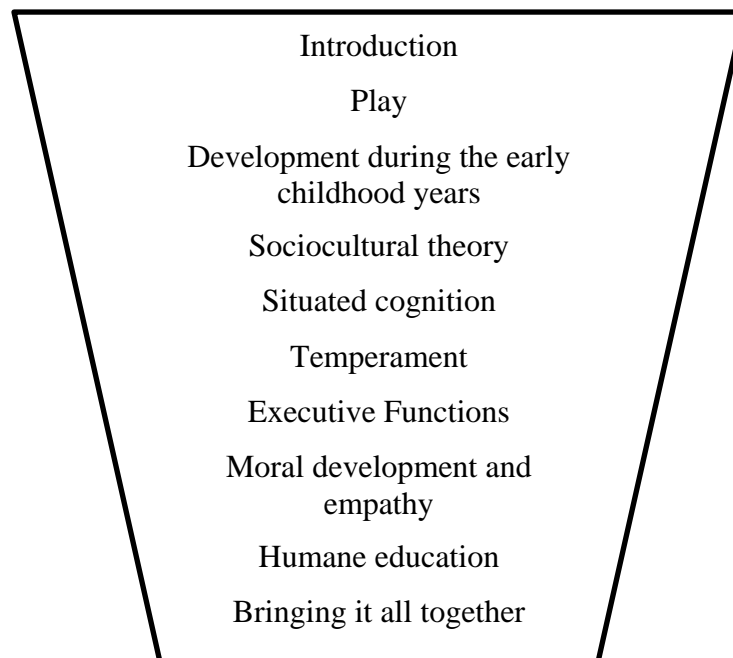 Introduction
Play
Development during the early
childhood years
Sociocultural theory
Situated cognition
Temperament
Executive Functions
Moral development and
empathy
Humane education
Bringing it all together